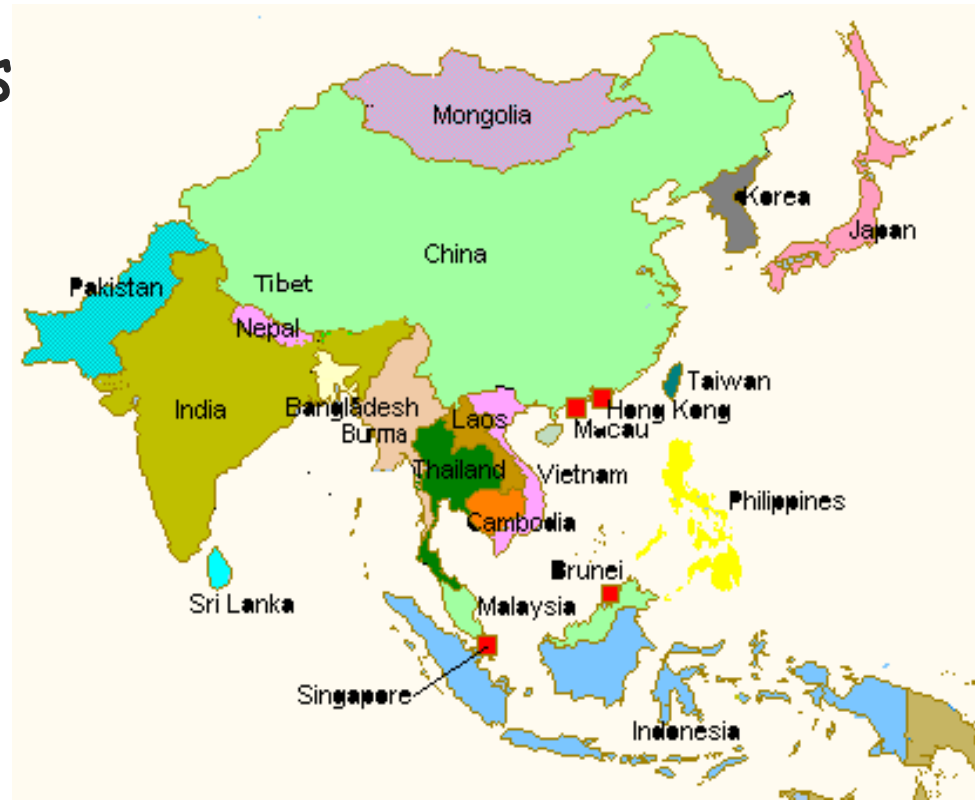 s
Mongolia
Korea
Japan
China
Tibet
Pakistan
Nepal
Taiwan
India
Bangladesh
Hong Kong
Laos
Macau
Burma
Thailand
Vietnam
Philippines
Cambodia
Brunei
Sri Lanka
Malaysia
Singapore
Indonesia